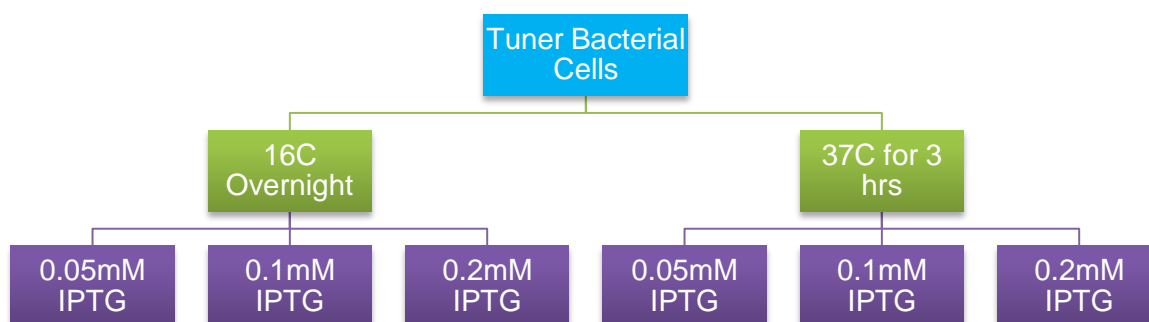 Tuner Bacterial
Cells
16C
Overnight
37C for 3
hrs
0.05mM
IPTG
0.1mM
IPTG
0.2mM
IPTG
0.05mM
IPTG
0.1mM
IPTG
0.2mM
IPTG